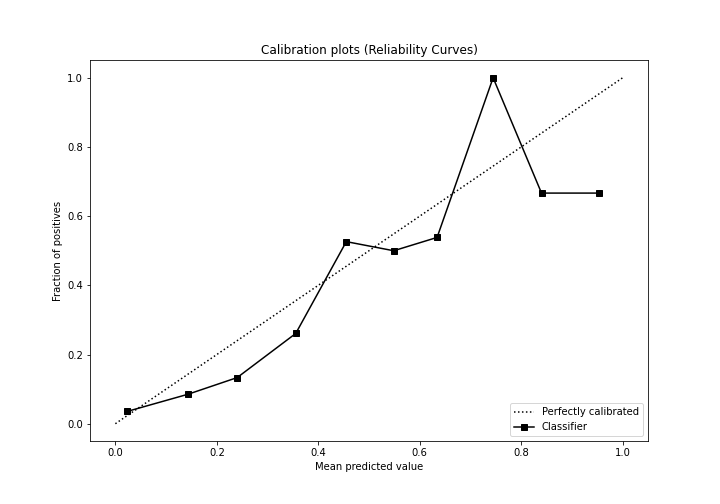 Calibration plots (Reliability Curves)
1.0
0.8
0.6
0.4
0.2
0.0
Fraction of positives
0.0 0.2 0.4 0.6 0.8 1.0
Mean predicted value
Perfectly calibrated
Classifier